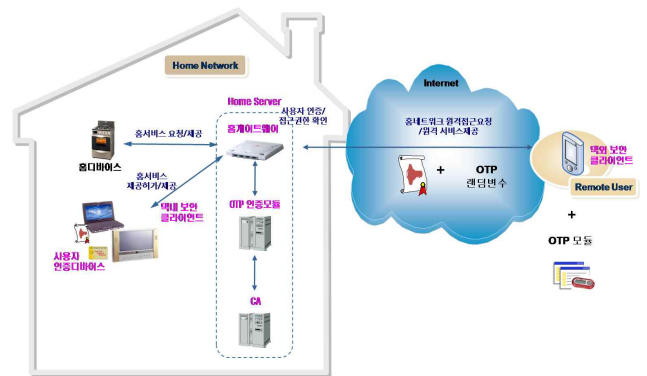 Home Network
Internet
Home Server
사용자 인증/
접근권한 확인
홈게이트웨이
홈서비스 요청/제공
홈디바이스
홈서비스
제공허가/제공
댁내 보안
클라이언트
사용자
인증디바이스
OTP 인증모듈
CA
홈네트워크 원격접근요청
/원격 서비스제공
+
OTP
랜덤변수
댁외 보안
클라이언트
Remote User
+
OTP 모듈